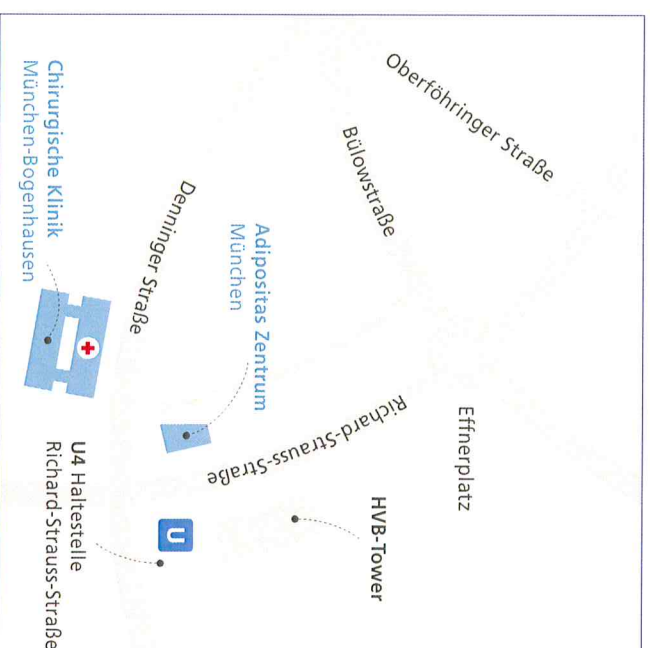 Oberföhringer Straße
Bülowstraße
Effnerplatz
Richard-Strauss-Straße
HVB-Tower
Adipositas Zentrum
München
Denninger Straße
U
Chirurgische Klinik
München-Bogenhausen
U4 Haltestelle
Richard-Strauss-Straße